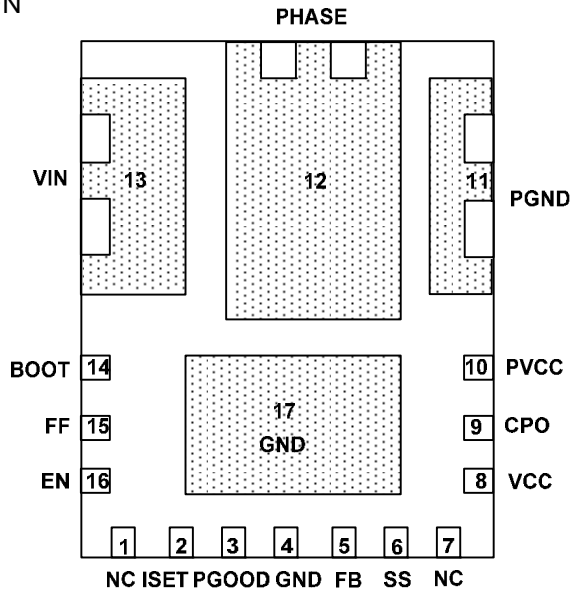 N
PHASE
VIN 13 12 11 PGND
BOOT 14 10 PVCC
17
GND
FF 15 9 CPO
EN 16 8 VCC
1 2 3 4 5 6 7
NC ISET PGOOD GND FB SS NC